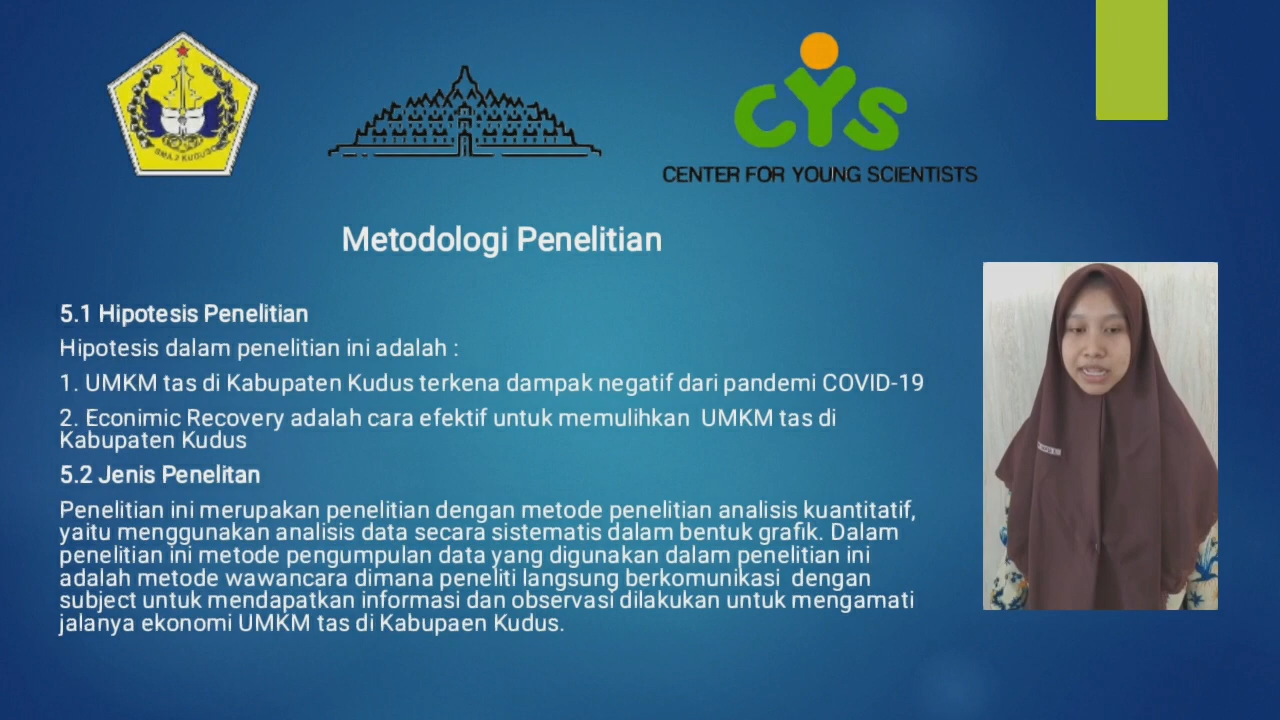 SMA 2 KUDUS
CYS
CENTER FOR YOUNG SCIENTISTS
Metodologi Penelitian
5.1 Hipotesis Penelitian
Hipotesis dalam penelitian ini adalah :
1. UMKM tas di Kabupaten Kudus terkena dampak negatif dari pandemi COVID-19
2. Econimic Recovery adalah cara efektif untuk memulihkan UMKM tas di
Kabupaten Kudus
5.2 Jenis Penelitan
Penelitian ini merupakan penelitian dengan metode penelitian analisis kuantitatif,
yaitu menggunakan analisis data secara sistematis dalam bentuk grafik. Dalam
penelitian ini metode pengumpulan data yang digunakan dalam penelitian ini
adalah metode wawancara dimana peneliti langsung berkomunikasi dengan
subject untuk mendapatkan informasi dan observasi dilakukan untuk mengamati
jalanya ekonomi UMKM tas di Kabupaen Kudus.